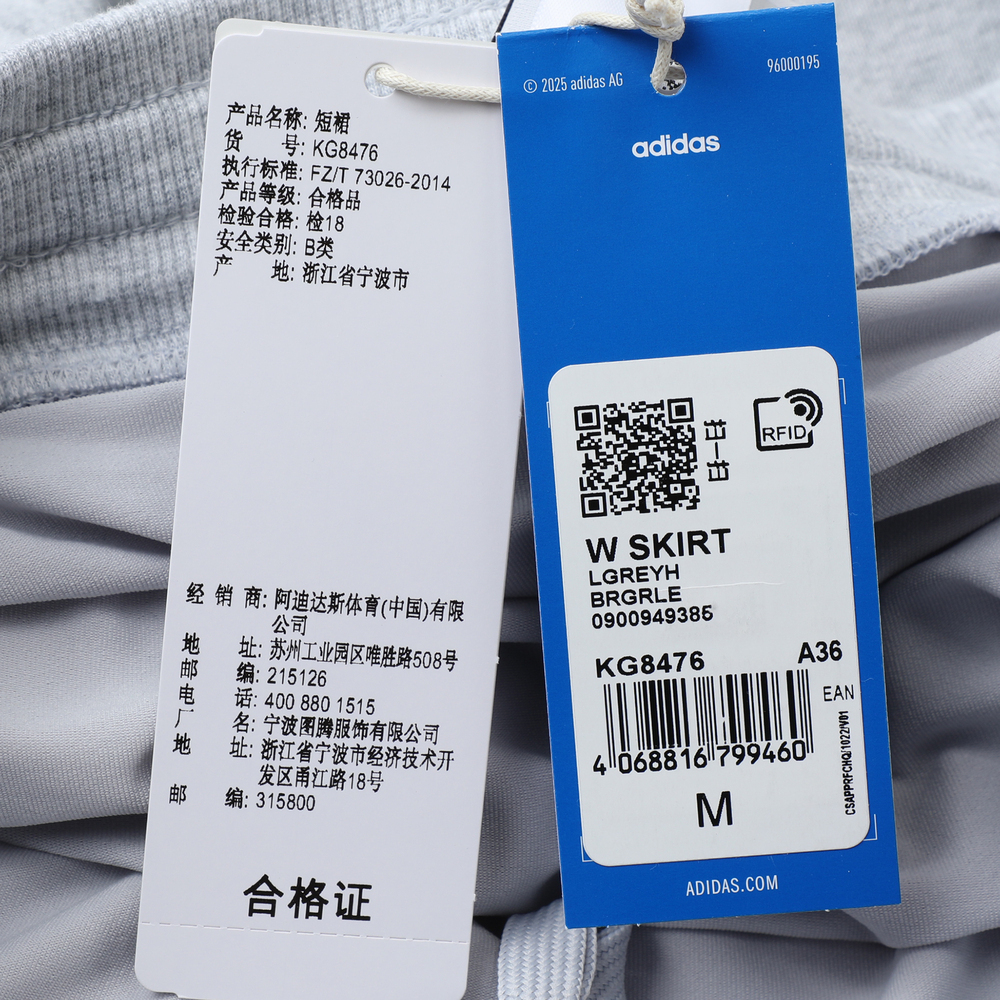 产品名称: 短裙
货 号: KG8476
执行标准: FZ/T 73026-2014
产品等级: 合格品
检验合格: 检18
安全类别: B类
产 地: 浙江省宁波市
经 销 商: 阿迪达斯体育(中国)有限
公司
地 址: 苏州工业园区唯胜路508号
邮 编: 215126
电 话: 400 880 1515
厂 名: 宁波图腾服饰有限公司
地 址: 浙江省宁波市经济技术开
发区甬江路18号
邮 编: 315800
合格证
© 2025 adidas AG
96000195
adidas
RFID
W SKIRT
LGREYH
BRGRLE
0900949385
KG8476
A36
EAN
4 068816 799460
CSAPPRFCHQ/1022/V01
M
ADIDAS.COM